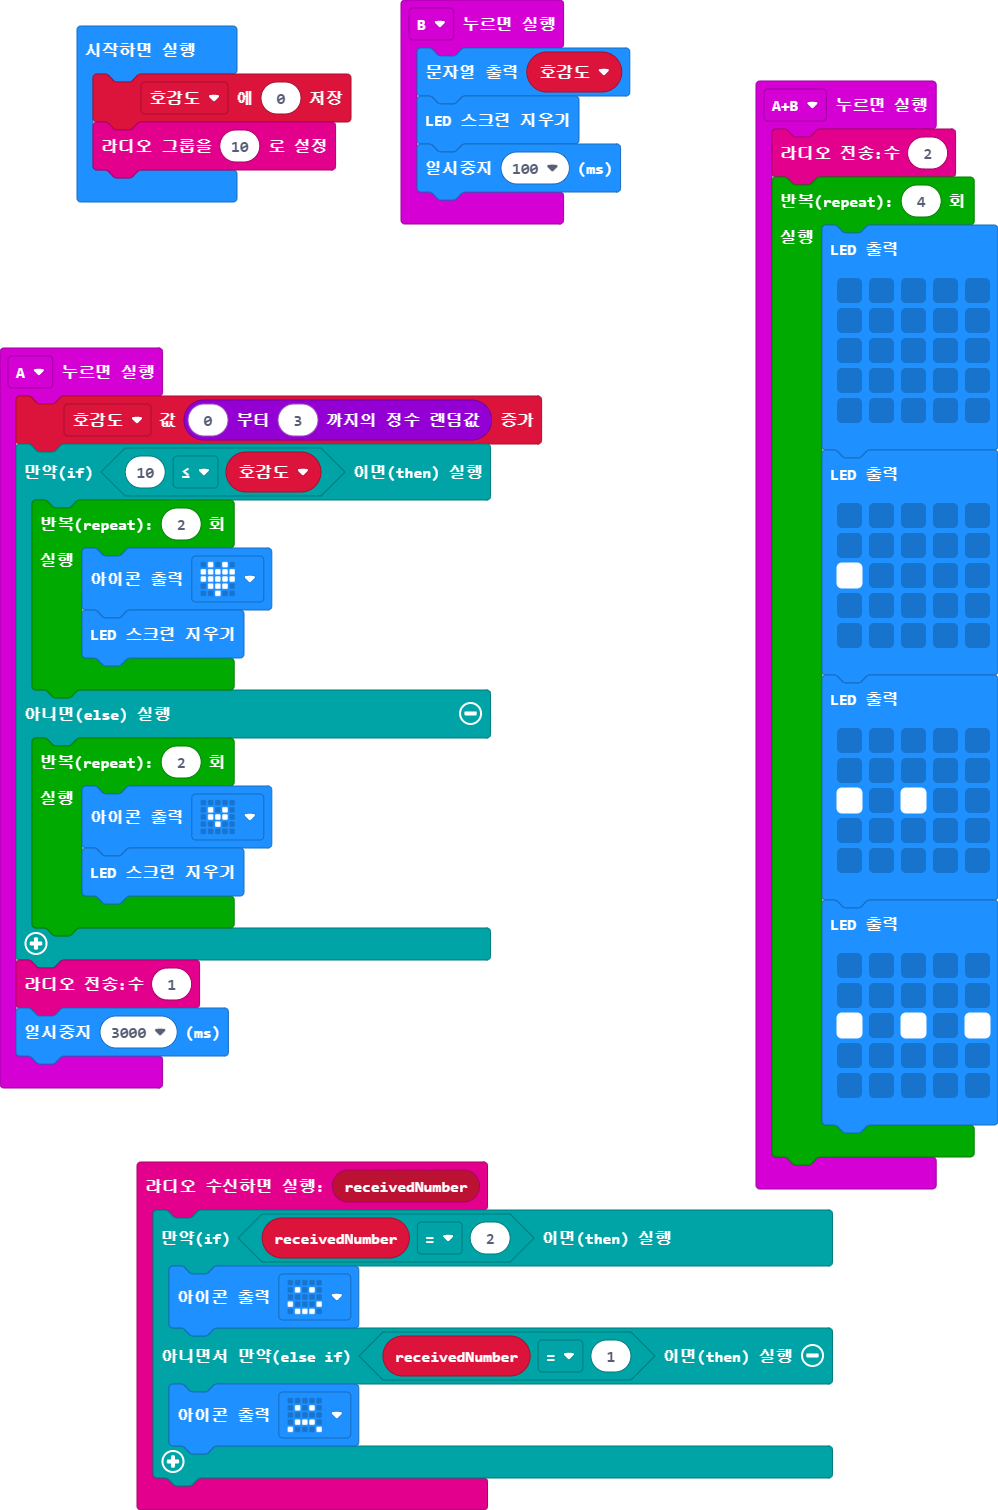 시작하면 실행
호감도 에 0 저장
라디오 그룹을 10 로 설정
B 누르면 실행
문자열 출력 호감도
LED 스크린 지우기
일시중지 100 (ms)
A+B 누르면 실행
라디오 전송:수 2
반복(repeat): 4 회
실행
LED 출력
LED 출력
LED 출력
LED 출력
A 누르면 실행
호감도 값 0 부터 3 까지의 정수 랜덤값 증가
만약(if) 10 ≤ 호감도 이면(then) 실행
반복(repeat): 2 회
실행
아이콘 출력
LED 스크린 지우기
아니면(else) 실행
반복(repeat): 2 회
실행
아이콘 출력
LED 스크린 지우기
라디오 전송:수 1
일시중지 3000 (ms)
라디오 수신하면 실행: receivedNumber
만약(if) receivedNumber = 2 이면(then) 실행
아이콘 출력
아니면서 만약(else if) receivedNumber = 1 이면(then) 실행
아이콘 출력